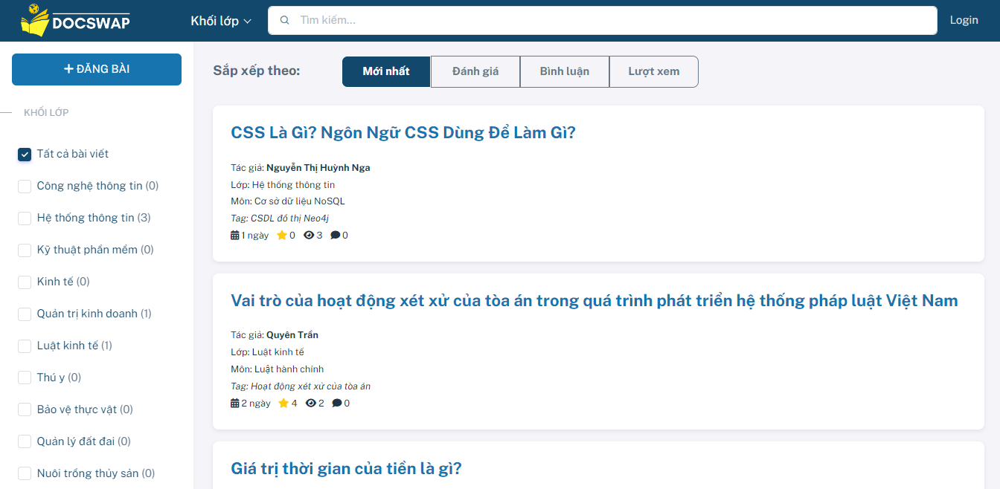 DOCSWAP
Khối lớp
Tìm kiếm...
Login
ĐĂNG BÀI
KHỐI LỚP
Tất cả bài viết
Công nghệ thông tin (0)
Hệ thống thông tin (3)
Kỹ thuật phần mềm (0)
Kinh tế (0)
Quản trị kinh doanh (1)
Luật kinh tế (1)
Thú y (0)
Bảo vệ thực vật (0)
Quản lý đất đai (0)
Nuôi trồng thủy sản (0)
Sắp xếp theo:
Mới nhất
Đánh giá
Bình luận
Lượt xem
CSS Là Gì? Ngôn Ngữ CSS Dùng Để Làm Gì?
Tác giả: Nguyễn Thị Huỳnh Nga
Lớp: Hệ thống thông tin
Môn: Cơ sở dữ liệu NoSQL
Tag: CSDL đồ thị Neo4j
1 ngày 0 3 0
Vai trò của hoạt động xét xử của tòa án trong quá trình phát triển hệ thống pháp luật Việt Nam
Tác giả: Quyên Trần
Lớp: Luật kinh tế
Môn: Luật hành chính
Tag: Hoạt động xét xử của tòa án
2 ngày 4 2 0
Giá trị thời gian của tiền là gì?